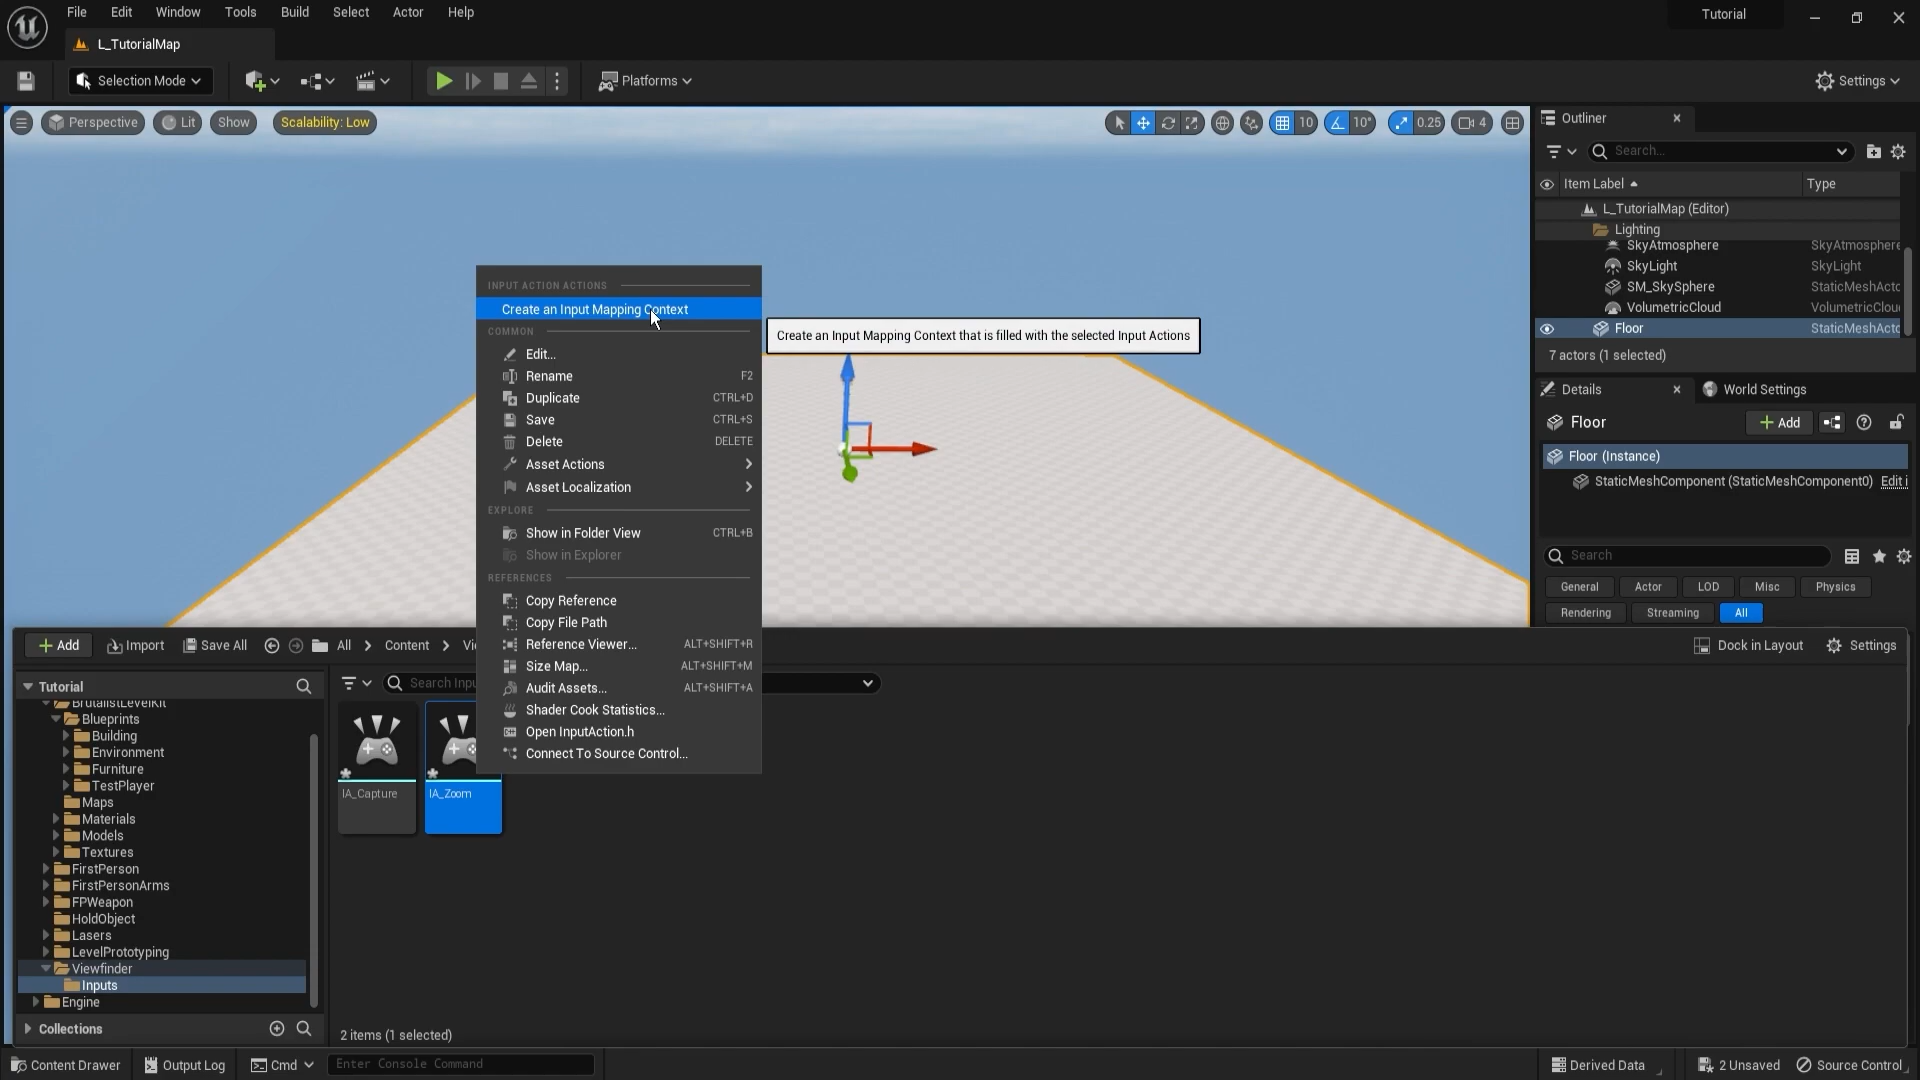 File Edit Window Tools Build Select Actor Help
Tutorial
L_TutorialMap
Selection Mode
Platforms
Settings
Perspective Lit Show Scalability: Low
10 10° 0.25 4
Outliner
Search...
Item Label Type
L_TutorialMap (Editor)
Lighting
SkyAtmosphere SkyAtmosphere
SkyLight SkyLight
SM_SkySphere StaticMeshActo
VolumetricCloud VolumetricClou
Floor StaticMeshActo
7 actors (1 selected)
Details World Settings
Floor Add
Floor (Instance)
StaticMeshComponent (StaticMeshComponent0) Edit i
Search
General Actor LOD Misc Physics
Rendering Streaming All
INPUT ACTION ACTIONS
Create an Input Mapping Context
Create an Input Mapping Context that is filled with the selected Input Actions
COMMON
Edit...
Rename F2
Duplicate CTRL+D
Save CTRL+S
Delete DELETE
Asset Actions
Asset Localization
EXPLORE
Show in Folder View CTRL+B
Show in Explorer
REFERENCES
Copy Reference
Copy File Path
Reference Viewer... ALT+SHIFT+R
Size Map... ALT+SHIFT+M
Audit Assets... ALT+SHIFT+A
Shader Cook Statistics...
Open InputAction.h
Connect To Source Control...
Add Import Save All All Content Vi
Dock in Layout Settings
Tutorial
BrutalistLevelKit
Blueprints
Building
Environment
Furniture
TestPlayer
Maps
Materials
Models
Textures
FirstPerson
FirstPersonArms
FPWeapon
HoldObject
Lasers
LevelPrototyping
Viewfinder
Inputs
Engine
Collections
Search Inpu
IA_Capture
IA_Zoom
2 items (1 selected)
Content Drawer Output Log Cmd Enter Console Command
Derived Data 2 Unsaved Source Control